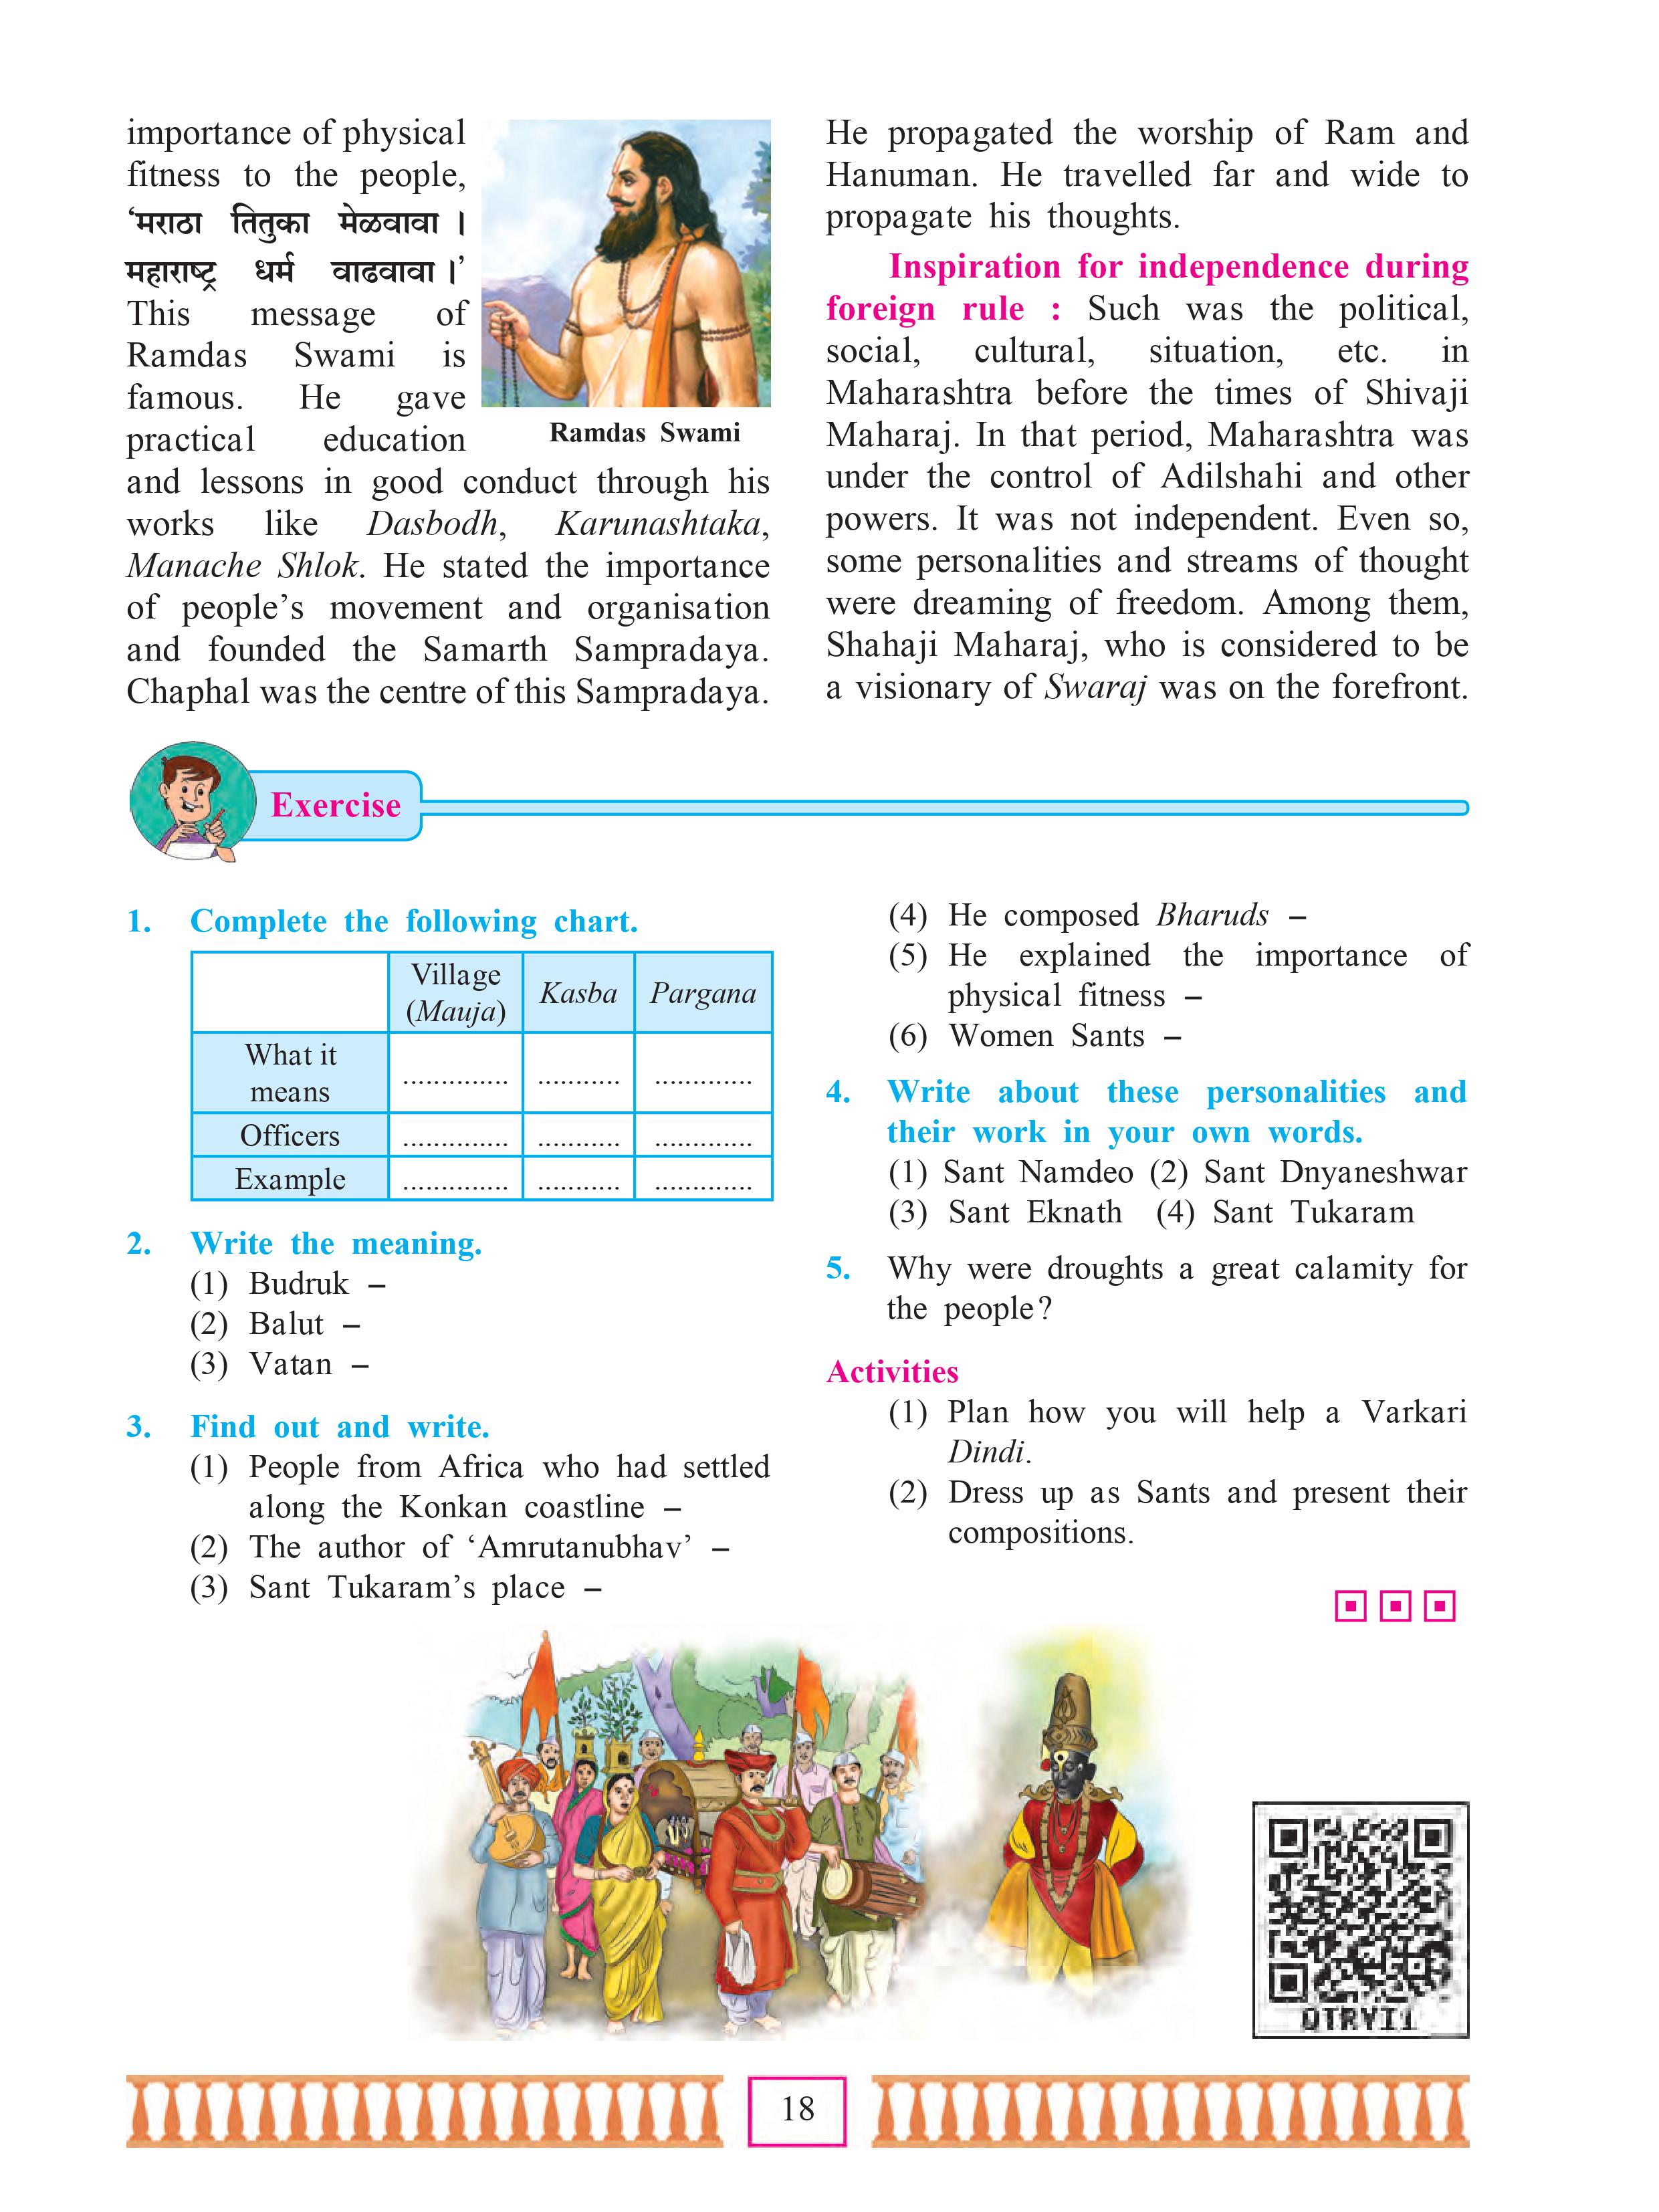 importance of physical
fitness to the people,
‘मराठा तितुका मेळवावा ।
महाराष्ट्र धर्म वाढवावा ।’
This message of
Ramdas Swami is
famous. He gave
practical education
Ramdas Swami
and lessons in good conduct through his
works like Dasbodh, Karunashtaka,
Manache Shlok. He stated the importance
of people’s movement and organisation
and founded the Samarth Sampradaya.
Chaphal was the centre of this Sampradaya.
He propagated the worship of Ram and
Hanuman. He travelled far and wide to
propagate his thoughts.
Inspiration for independence during
foreign rule : Such was the political,
social, cultural, situation, etc. in
Maharashtra before the times of Shivaji
Maharaj. In that period, Maharashtra was
under the control of Adilshahi and other
powers. It was not independent. Even so,
some personalities and streams of thought
were dreaming of freedom. Among them,
Shahaji Maharaj, who is considered to be
a visionary of Swaraj was on the forefront.
Exercise
1. Complete the following chart.
Village
(Mauja) Kasba Pargana
What it
means .............. ........... .............
Officers .............. ........... .............
Example .............. ........... .............
2. Write the meaning.
(1) Budruk –
(2) Balut –
(3) Vatan –
3. Find out and write.
(1) People from Africa who had settled
along the Konkan coastline –
(2) The author of ‘Amrutanubhav’ –
(3) Sant Tukaram’s place –
(4) He composed Bharuds –
(5) He explained the importance of
physical fitness –
(6) Women Sants –
4. Write about these personalities and
their work in your own words.
(1) Sant Namdeo (2) Sant Dnyaneshwar
(3) Sant Eknath (4) Sant Tukaram
5. Why were droughts a great calamity for
the people?
Activities
(1) Plan how you will help a Varkari
Dindi.
(2) Dress up as Sants and present their
compositions.
18